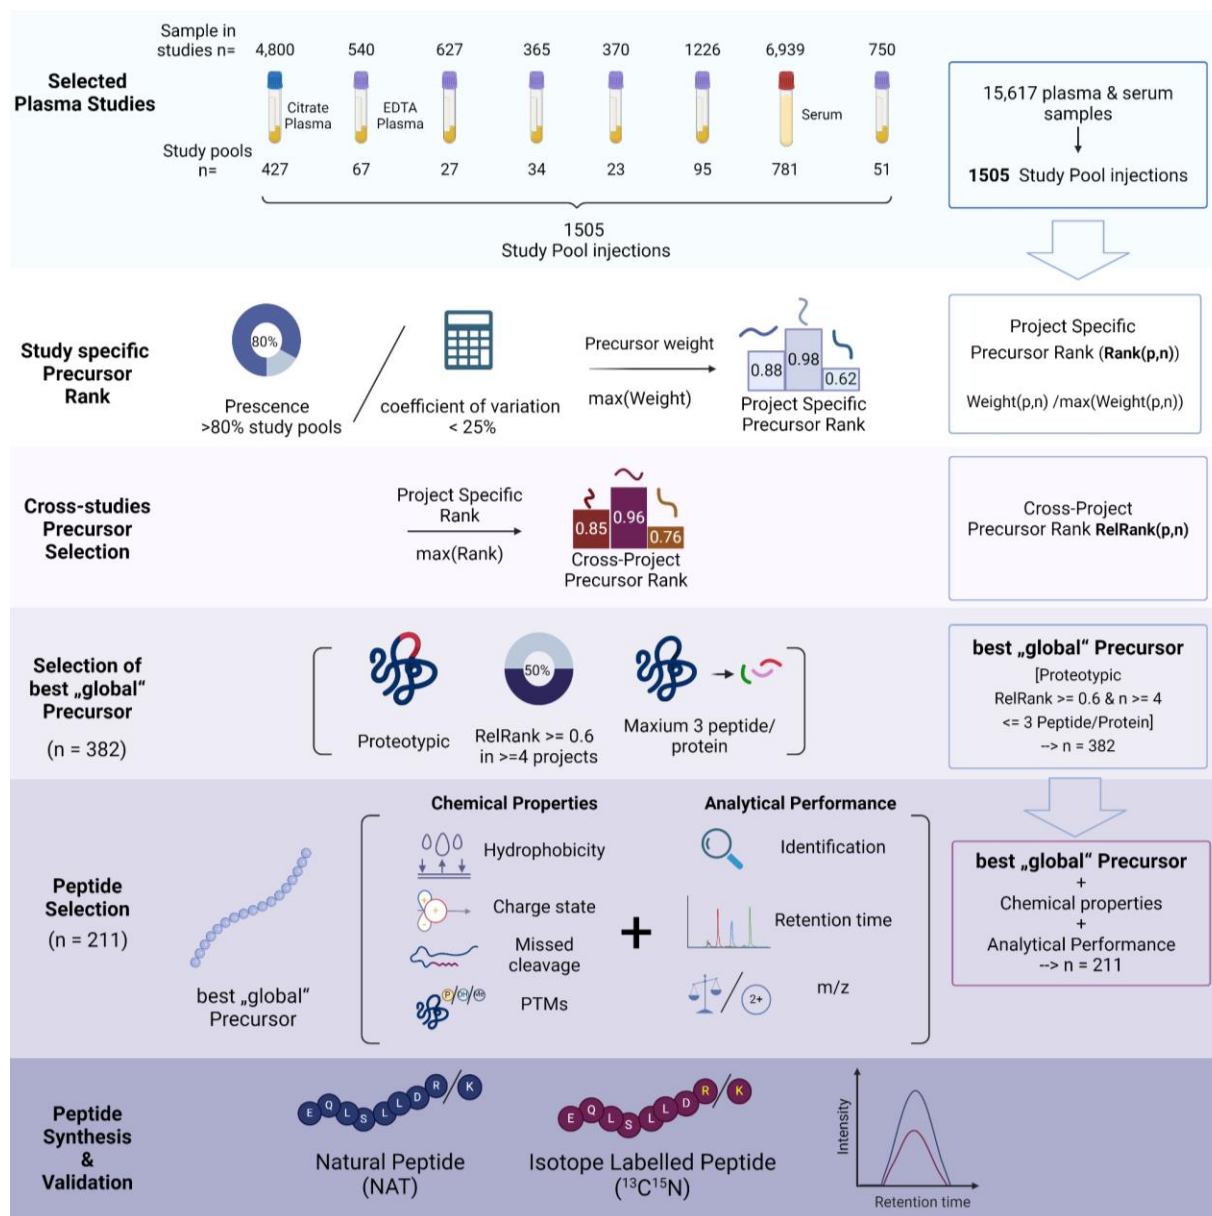 Sample in
studies n=
4,800 540 627 365 370 1226 6,939 750
Selected
Plasma Studies
Citrate
Plasma
EDTA
Plasma
Serum
Study pools
n=
427 67 27 34 23 95 781 51
1505
Study Pool injections
15,617 plasma & serum
samples
1505 Study Pool injections
Study specific
Precursor
Rank
80%
Prescence
>80% study pools
coefficient of variation
< 25%
Precursor weight
max(Weight)
0.88 0.98 0.62
Project Specific
Precursor Rank
Project Specific
Precursor Rank (Rank(p,n))
Weight(p,n) /max(Weight(p,n))
Cross-studies
Precursor
Selection
Project Specific
Rank
max(Rank)
0.85 0.96 0.76
Cross-Project
Precursor Rank
Cross-Project
Precursor Rank RelRank(p,n)
Selection of
best „global“
Precursor
(n = 382)
Proteotypic
50%
RelRank >= 0.6
in >=4 projects
Maxium 3 peptide/
protein
best „global“ Precursor
[Proteotypic
RelRank >= 0.6 & n >= 4
<= 3 Peptide/Protein]
--> n = 382
Peptide
Selection
(n = 211)
best „global“
Precursor
Chemical Properties
Hydrophobicity
Charge state
Missed
cleavage
P/OH/Me
PTMs
+
Analytical Performance
Identification
Retention time
2+
m/z
best „global“ Precursor
+
Chemical properties
+
Analytical Performance
--> n = 211
Peptide
Synthesis
&
Validation
E Q L S L L D R / K
Natural Peptide
(NAT)
E Q L S L L D R / K
Isotope Labelled Peptide
(¹³C¹⁵N)
Intensity
Retention time